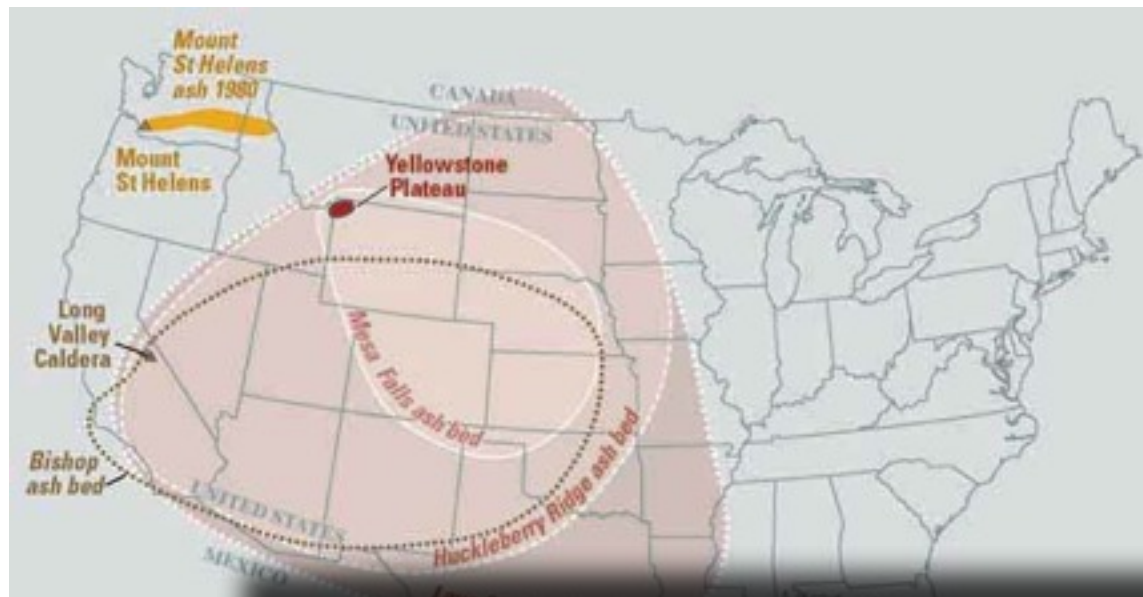 Mount
St Helens
ash 1980
CANADA
UNITED STATES
Mount
St Helens
Yellowstone
Plateau
Long
Valley
Caldera
Mesa Falls ash bed
Bishop
ash bed
Huckleberry Ridge ash bed
UNITED STATES
MEXICO